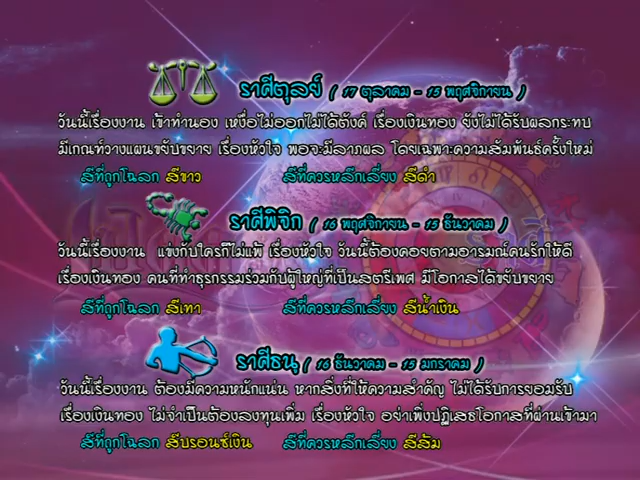 ราศีตุลย์ ( 17 ตุลาคม - 15 พฤศจิกายน )
วันนี้เรื่องงาน เข้าทำนอง เหงื่อไม่ออกไม่ได้ตังค์ เรื่องเงินทอง ยังไม่ได้รับผลกระทบ
มีเกณฑ์วางแผนขยับขยาย เรื่องหัวใจ พอจะมีลาภผล โดยเฉพาะความสัมพันธ์ครั้งใหม่
สีที่ถูกโฉลก สีขาว สีที่ควรหลีกเลี่ยง สีดำ
ราศีพิจิก ( 16 พฤศจิกายน - 15 ธันวาคม )
วันนี้เรื่องงาน แข่งกับใครก็ไม่แพ้ เรื่องหัวใจ วันนี้ต้องคอยตามอารมณ์คนรักให้ดี
เรื่องเงินทอง คนที่ทำธุรกรรมร่วมกับผู้ใหญ่ที่เป็นสตรีเพศ มีโอกาสได้ขยับขยาย
สีที่ถูกโฉลก สีเทา สีที่ควรหลีกเลี่ยง สีน้ำเงิน
ราศีธนู ( 16 ธันวาคม - 15 มกราคม )
วันนี้เรื่องงาน ต้องมีความหนักแน่น หากสิ่งที่ให้ความสำคัญ ไม่ได้รับการยอมรับ
เรื่องเงินทอง ไม่จำเป็นต้องลงทุนเพิ่ม เรื่องหัวใจ อย่าเพิ่งปฏิเสธโอกาสที่ผ่านเข้ามา
สีที่ถูกโฉลก สีบรอนซ์เงิน สีที่ควรหลีกเลี่ยง สีส้ม